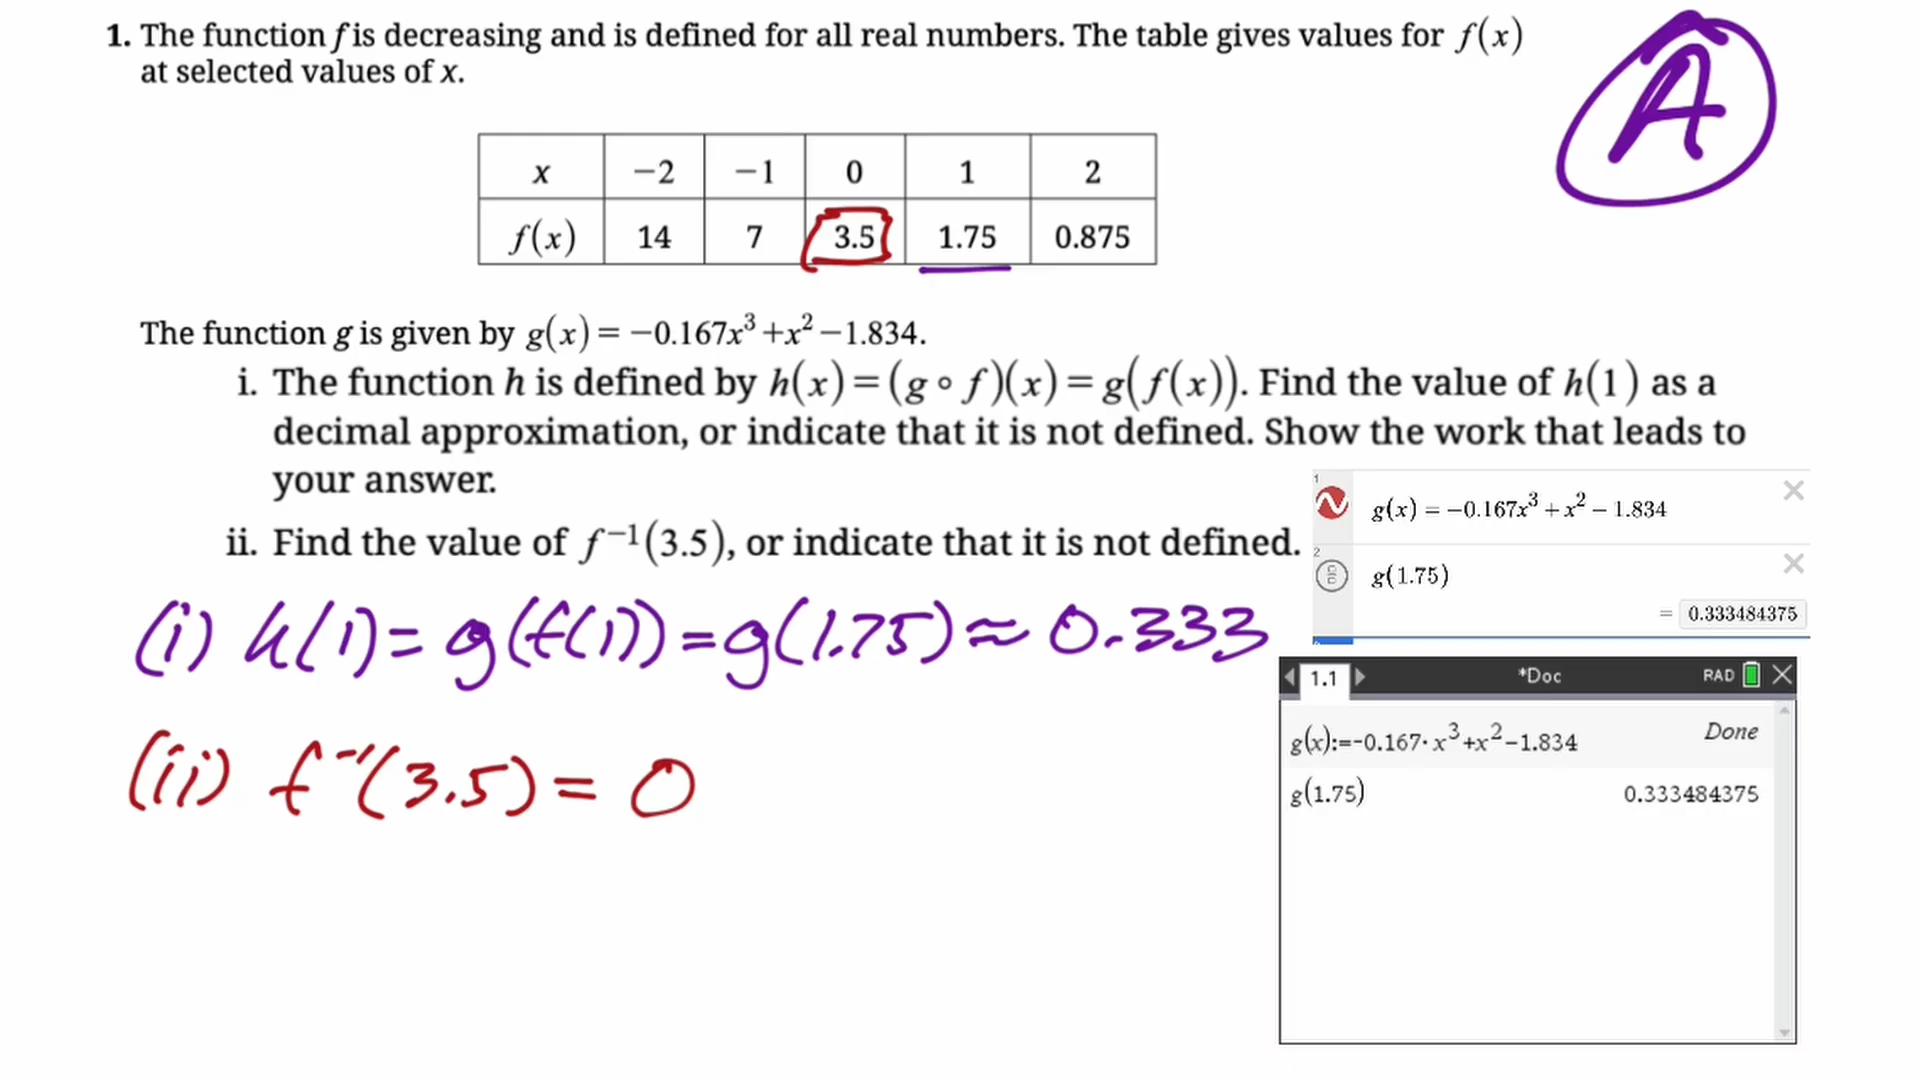 1. The function f is decreasing and is defined for all real numbers. The table gives values for f(x)
at selected values of x.
A
x −2 −1 0 1 2
f(x) 14 7 3.5 1.75 0.875
The function g is given by g(x) = −0.167x³ + x² − 1.834.
i. The function h is defined by h(x) = (g ∘ f)(x) = g(f(x)). Find the value of h(1) as a
decimal approximation, or indicate that it is not defined. Show the work that leads to
your answer.
ii. Find the value of f⁻¹(3.5), or indicate that it is not defined.
(i) h(1) = g(f(1)) = g(1.75) ≈ 0.333
(ii) f⁻¹(3.5) = 0
1
g(x) = −0.167x³ + x² − 1.834
2
g(1.75)
= 0.333484375
1.1 *Doc RAD
g(x):=−0.167·x³+x²−1.834 Done
g(1.75) 0.333484375